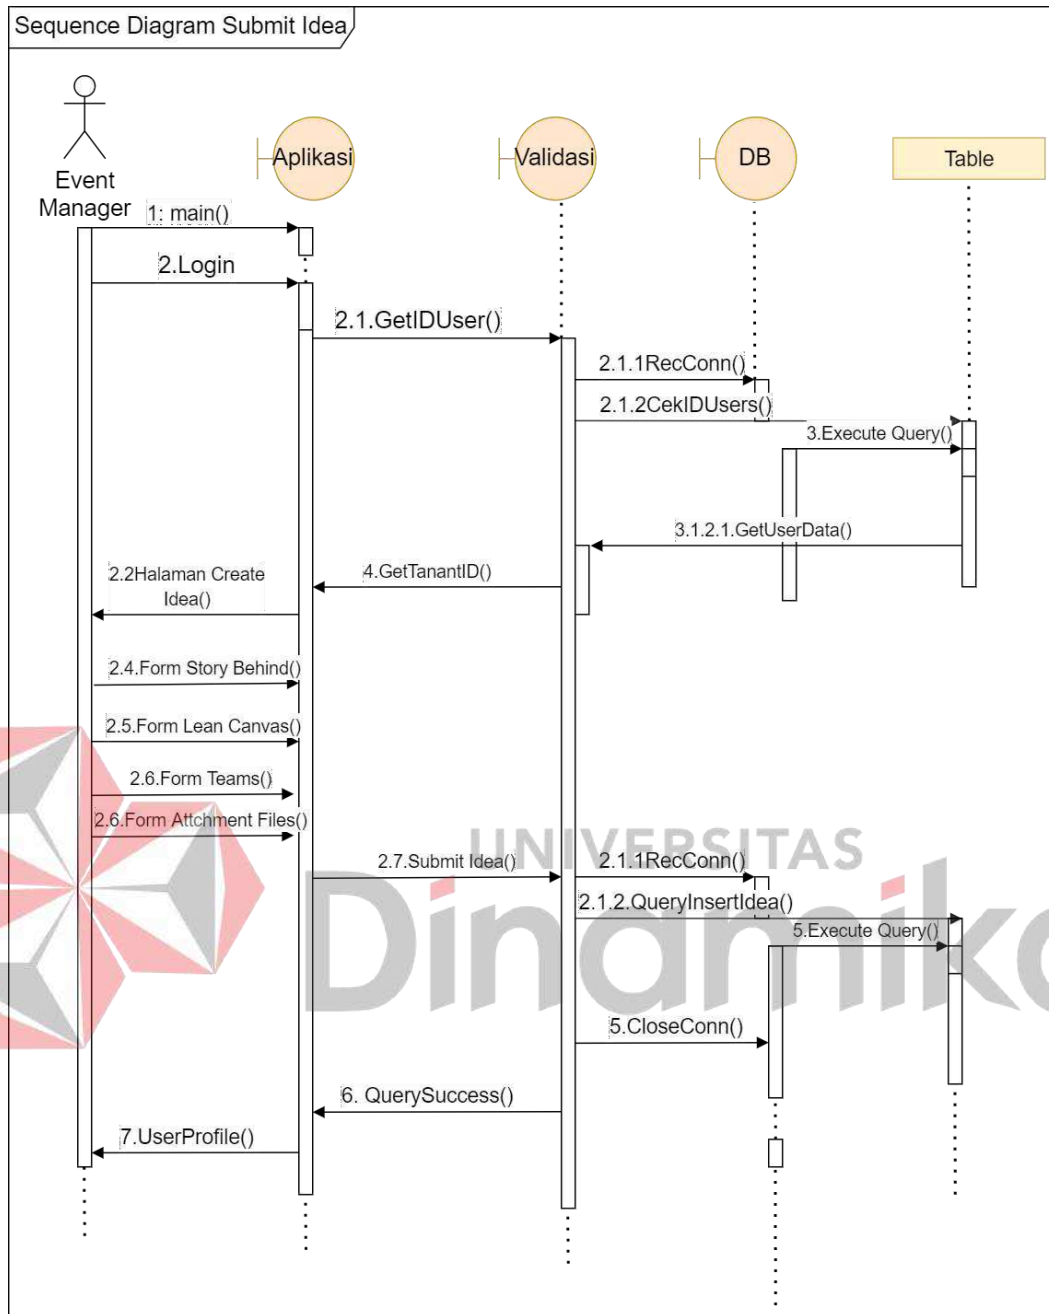 Sequence Diagram Submit Idea
Aplikasi
Validasi
DB
Table
Event
Manager
1: main()
2.Login
2.1.GetIDUser()
2.1.1RecConn()
2.1.2CekIDUsers()
3.Execute Query()
3.1.2.1.GetUserData()
4.GetTanantID()
2.2Halaman Create
Idea()
2.4.Form Story Behind()
2.5.Form Lean Canvas()
2.6.Form Teams()
2.6.Form Attchment Files()
UNIVERSITAS
Dinamika
2.7.Submit Idea()
2.1.1RecConn()
2.1.2.QueryInsertIdea()
5.Execute Query()
5.CloseConn()
6. QuerySuccess()
7.UserProfile()